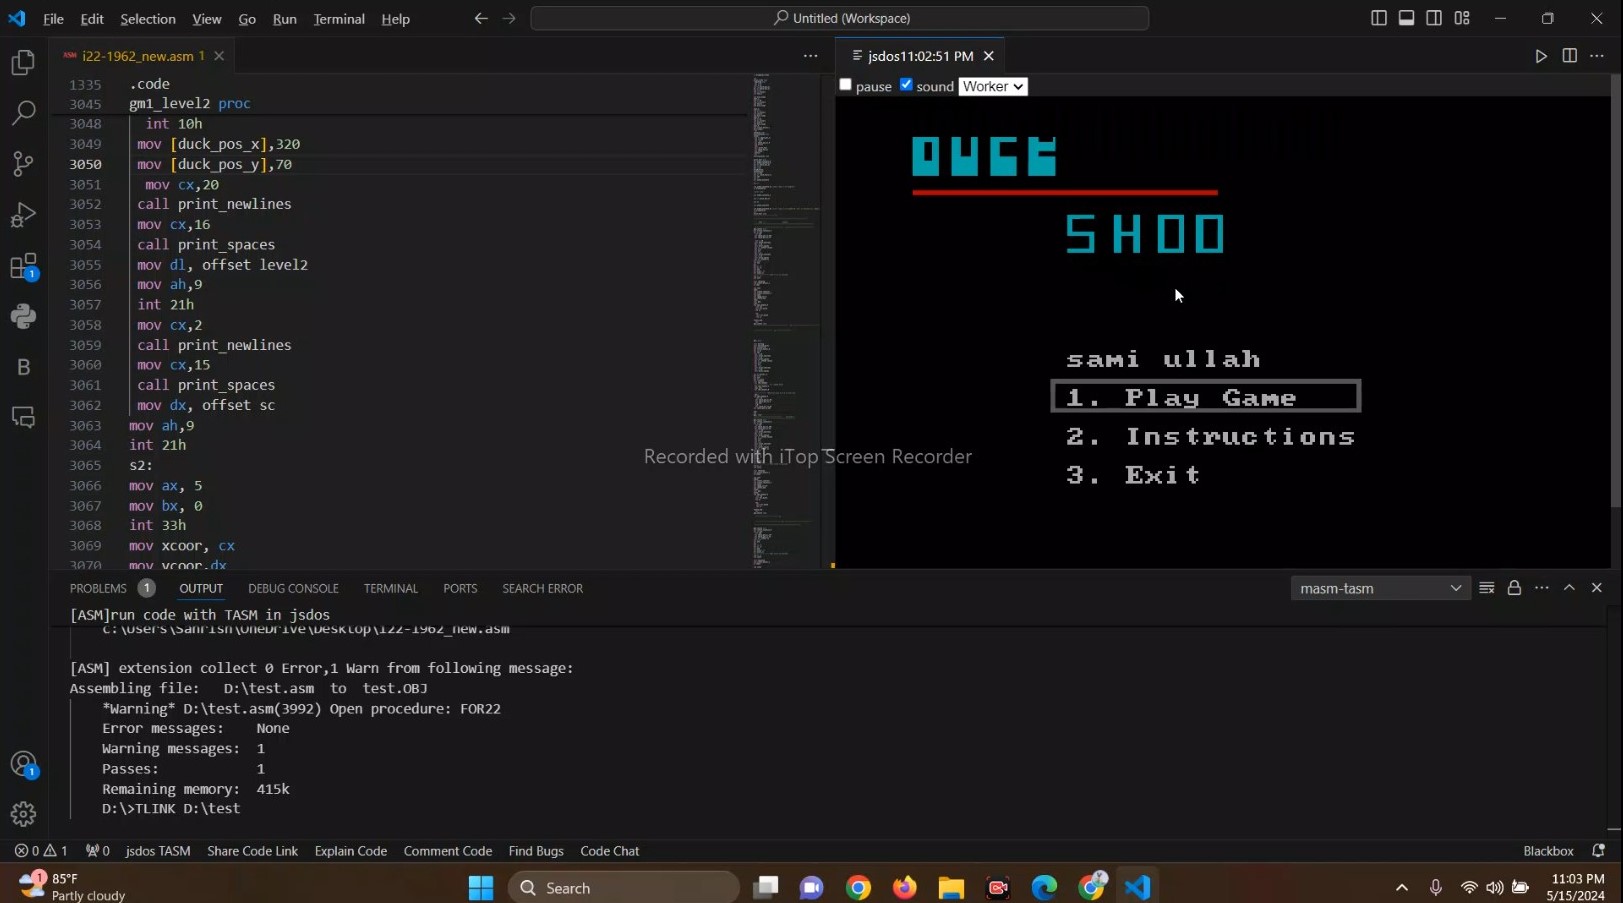 File Edit Selection View Go Run Terminal Help
Untitled (Workspace)
i22-1962_new.asm 1
jsdos11:02:51 PM
pause sound Worker
1335 .code
3045 gm1_level2 proc
3048 int 10h
3049 mov [duck_pos_x],320
3050 mov [duck_pos_y],70
3051 mov cx,20
3052 call print_newlines
3053 mov cx,16
3054 call print_spaces
3055 mov dl, offset level2
3056 mov ah,9
3057 int 21h
3058 mov cx,2
3059 call print_newlines
3060 mov cx,15
3061 call print_spaces
3062 mov dx, offset sc
3063 mov ah,9
3064 int 21h
3065 s2:
3066 mov ax, 5
3067 mov bx, 0
3068 int 33h
3069 mov xcoor, cx
3070 mov ycoor,dx
DUCK
SHOO
sami ullah
1. Play Game
2. Instructions
3. Exit
Recorded with iTop Screen Recorder
PROBLEMS 1 OUTPUT DEBUG CONSOLE TERMINAL PORTS SEARCH ERROR
masm-tasm
[ASM]run code with TASM in jsdos
c:\Users\Sanrish\OneDrive\Desktop\i22-1962_new.asm
[ASM] extension collect 0 Error,1 Warn from following message:
Assembling file: D:\test.asm to test.OBJ
*Warning* D:\test.asm(3992) Open procedure: FOR22
Error messages: None
Warning messages: 1
Passes: 1
Remaining memory: 415k
D:\>TLINK D:\test
0 1 0 jsdos TASM Share Code Link Explain Code Comment Code Find Bugs Code Chat
Blackbox
85°F
Partly cloudy
Search
11:03 PM
5/15/2024